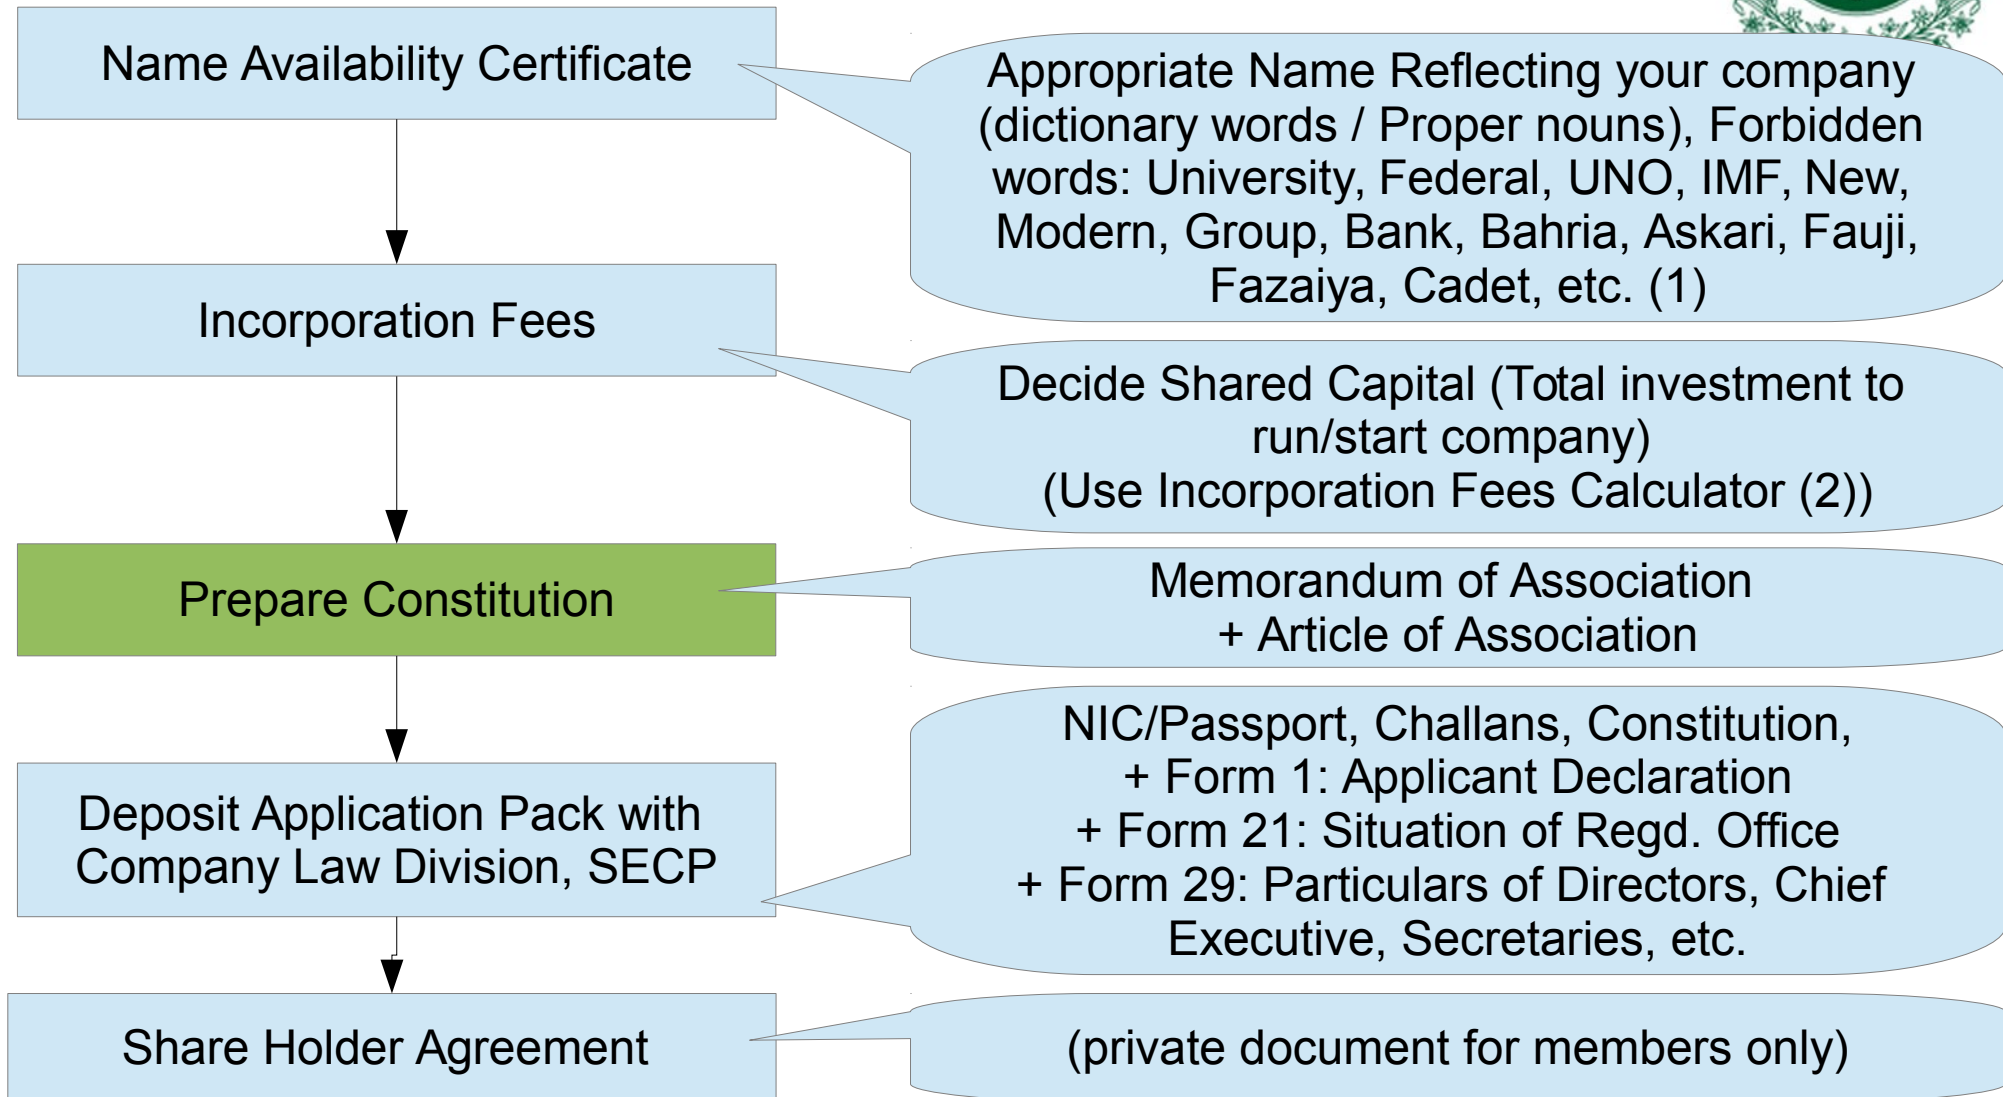 Name Availability Certificate
Appropriate Name Reflecting your company
(dictionary words / Proper nouns), Forbidden
words: University, Federal, UNO, IMF, New,
Modern, Group, Bank, Bahria, Askari, Fauji,
Fazaiya, Cadet, etc. (1)
Incorporation Fees
Decide Shared Capital (Total investment to
run/start company)
(Use Incorporation Fees Calculator (2))
Prepare Constitution
Memorandum of Association
+ Article of Association
Deposit Application Pack with
Company Law Division, SECP
NIC/Passport, Challans, Constitution,
+ Form 1: Applicant Declaration
+ Form 21: Situation of Regd. Office
+ Form 29: Particulars of Directors, Chief
Executive, Secretaries, etc.
Share Holder Agreement
(private document for members only)